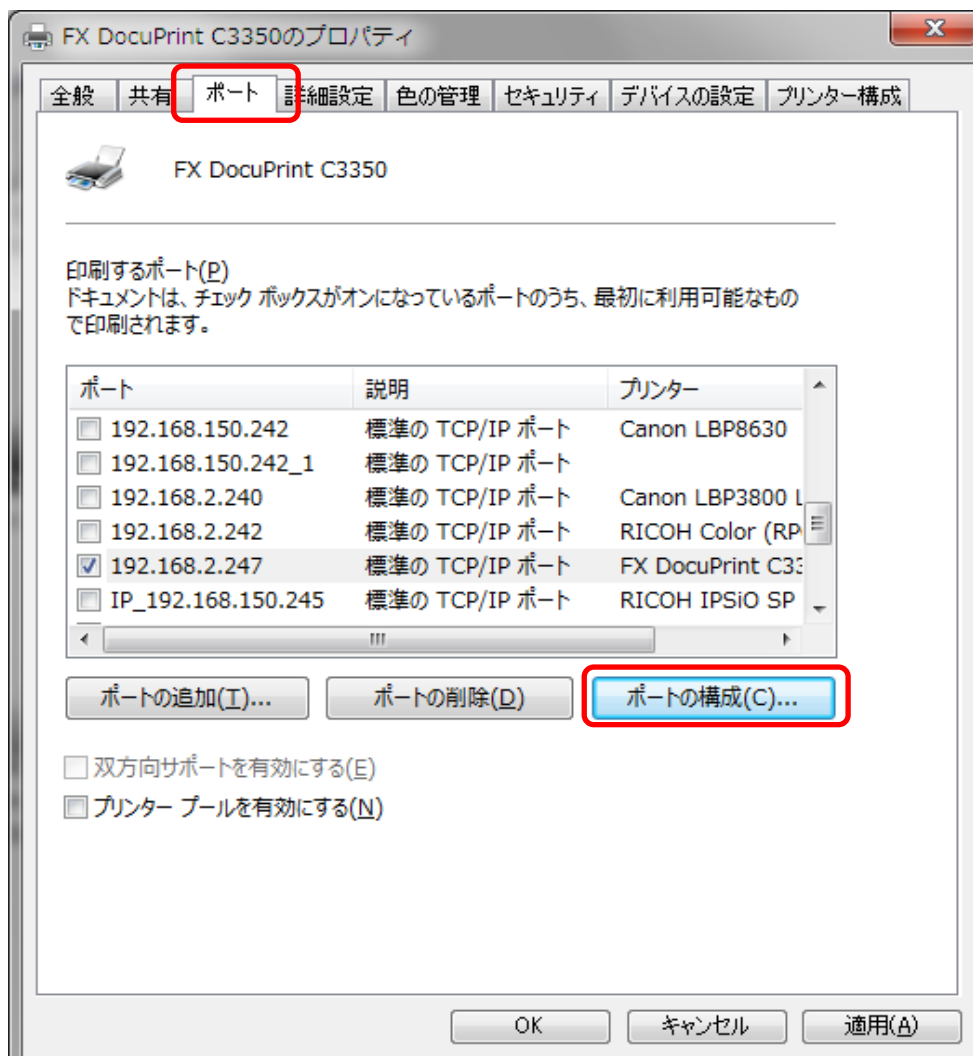 FX DocuPrint C3350のプロパティ
全般 共有 ポート 詳細設定 色の管理 セキュリティ デバイスの設定 プリンター構成
FX DocuPrint C3350
印刷するポート(P)
ドキュメントは、チェック ボックスがオンになっているポートのうち、最初に利用可能なもの
で印刷されます。
ポート 説明 プリンター
192.168.150.242 標準の TCP/IP ポート Canon LBP8630
192.168.150.242_1 標準の TCP/IP ポート
192.168.2.240 標準の TCP/IP ポート Canon LBP3800 L
192.168.2.242 標準の TCP/IP ポート RICOH Color (RP
192.168.2.247 標準の TCP/IP ポート FX DocuPrint C33
IP_192.168.150.245 標準の TCP/IP ポート RICOH IPSiO SP
ポートの追加(T)... ポートの削除(D) ポートの構成(C)...
双方向サポートを有効にする(E)
プリンター プールを有効にする(N)
OK キャンセル 適用(A)